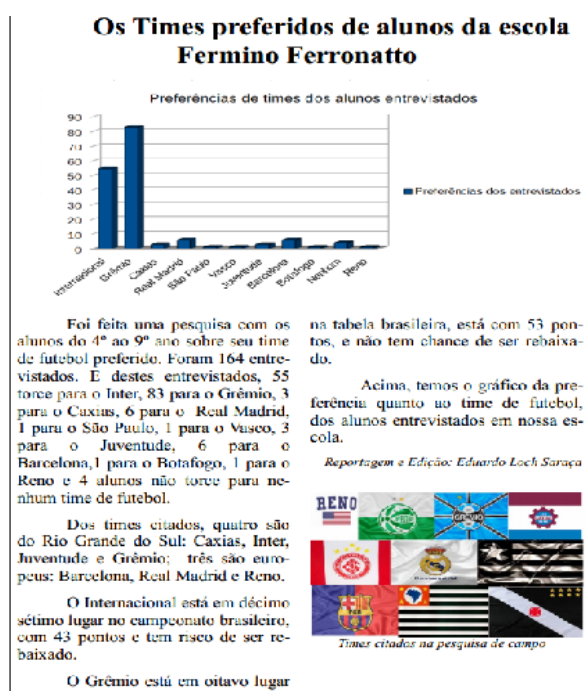 Os Times preferidos de alunos da escola
Fermino Ferronatto
Preferências de times dos alunos entrevistados
90
80
70
60
50
40
30
20
10
0
Internacional
Grêmio
Caxias
Real Madrid
São Paulo
Vasco
Juventude
Barcelona
Botafogo
Nenhum
Reno
Preferências dos entrevistados
Foi feita uma pesquisa com os
alunos do 4º ao 9º ano sobre seu time
de futebol preferido. Foram 164 entre-
vistados. E destes entrevistados, 55
torce para o Inter, 83 para o Grêmio, 3
para o Caxias, 6 para o Real Madrid,
1 para o São Paulo, 1 para o Vasco, 3
para o Juventude, 6 para o
Barcelona,1 para o Botafogo, 1 para o
Reno e 4 alunos não torce para ne-
nhum time de futebol.
Dos times citados, quatro são
do Rio Grande do Sul: Caxias, Inter,
Juventude e Grêmio; três são euro-
peus: Barcelona, Real Madrid e Reno.
O Internacional está em décimo
sétimo lugar no campeonato brasileiro,
com 43 pontos e tem risco de ser re-
baixado.
O Grêmio está em oitavo lugar
na tabela brasileira, está com 53 pon-
tos, e não tem chance de ser rebaixa-
do.
Acima, temos o gráfico da pre-
ferência quanto ao time de futebol,
dos alunos entrevistados em nossa es-
cola.
Reportagem e Edição: Eduardo Loch Saraça
RENO
GRÊMIO
Times citados na pesquisa de campo